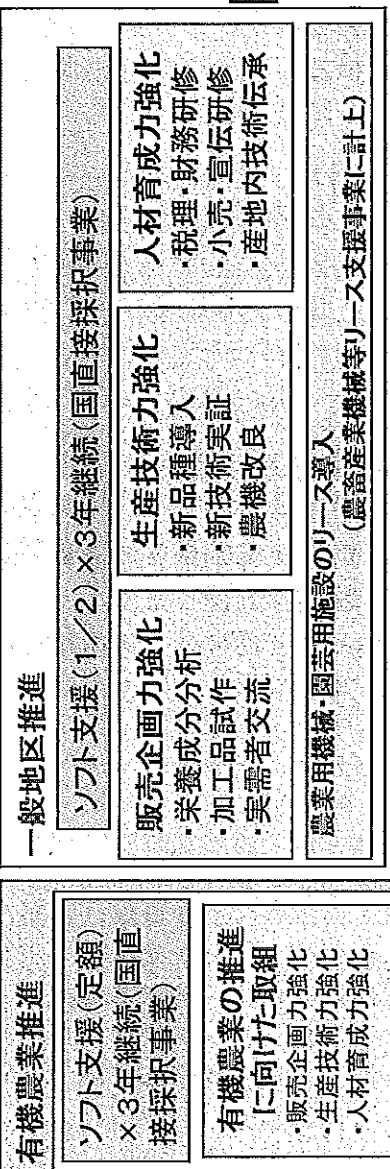 有機農業推進
ソフト支援(定額)
×3年継続(国直
接採択事業)
有機農業の推進
に向けた取組
・販売企画力強化
・生産技術力強化
・人材育成力強化
一般地区推進
ソフト支援(1/2)×3年継続(国直接採択事業)
販売企画力強化
・栄養成分分析
・加工品試作
・実需者交流
生産技術力強化
・新品種導入
・新技術実証
・農機改良
人材育成力強化
・税理・財務研修
・小売・宣伝研修
・産地内技術伝承
農業用機械・園芸用施設のリース導入
(農畜産業機械等リース支援事業に計上)